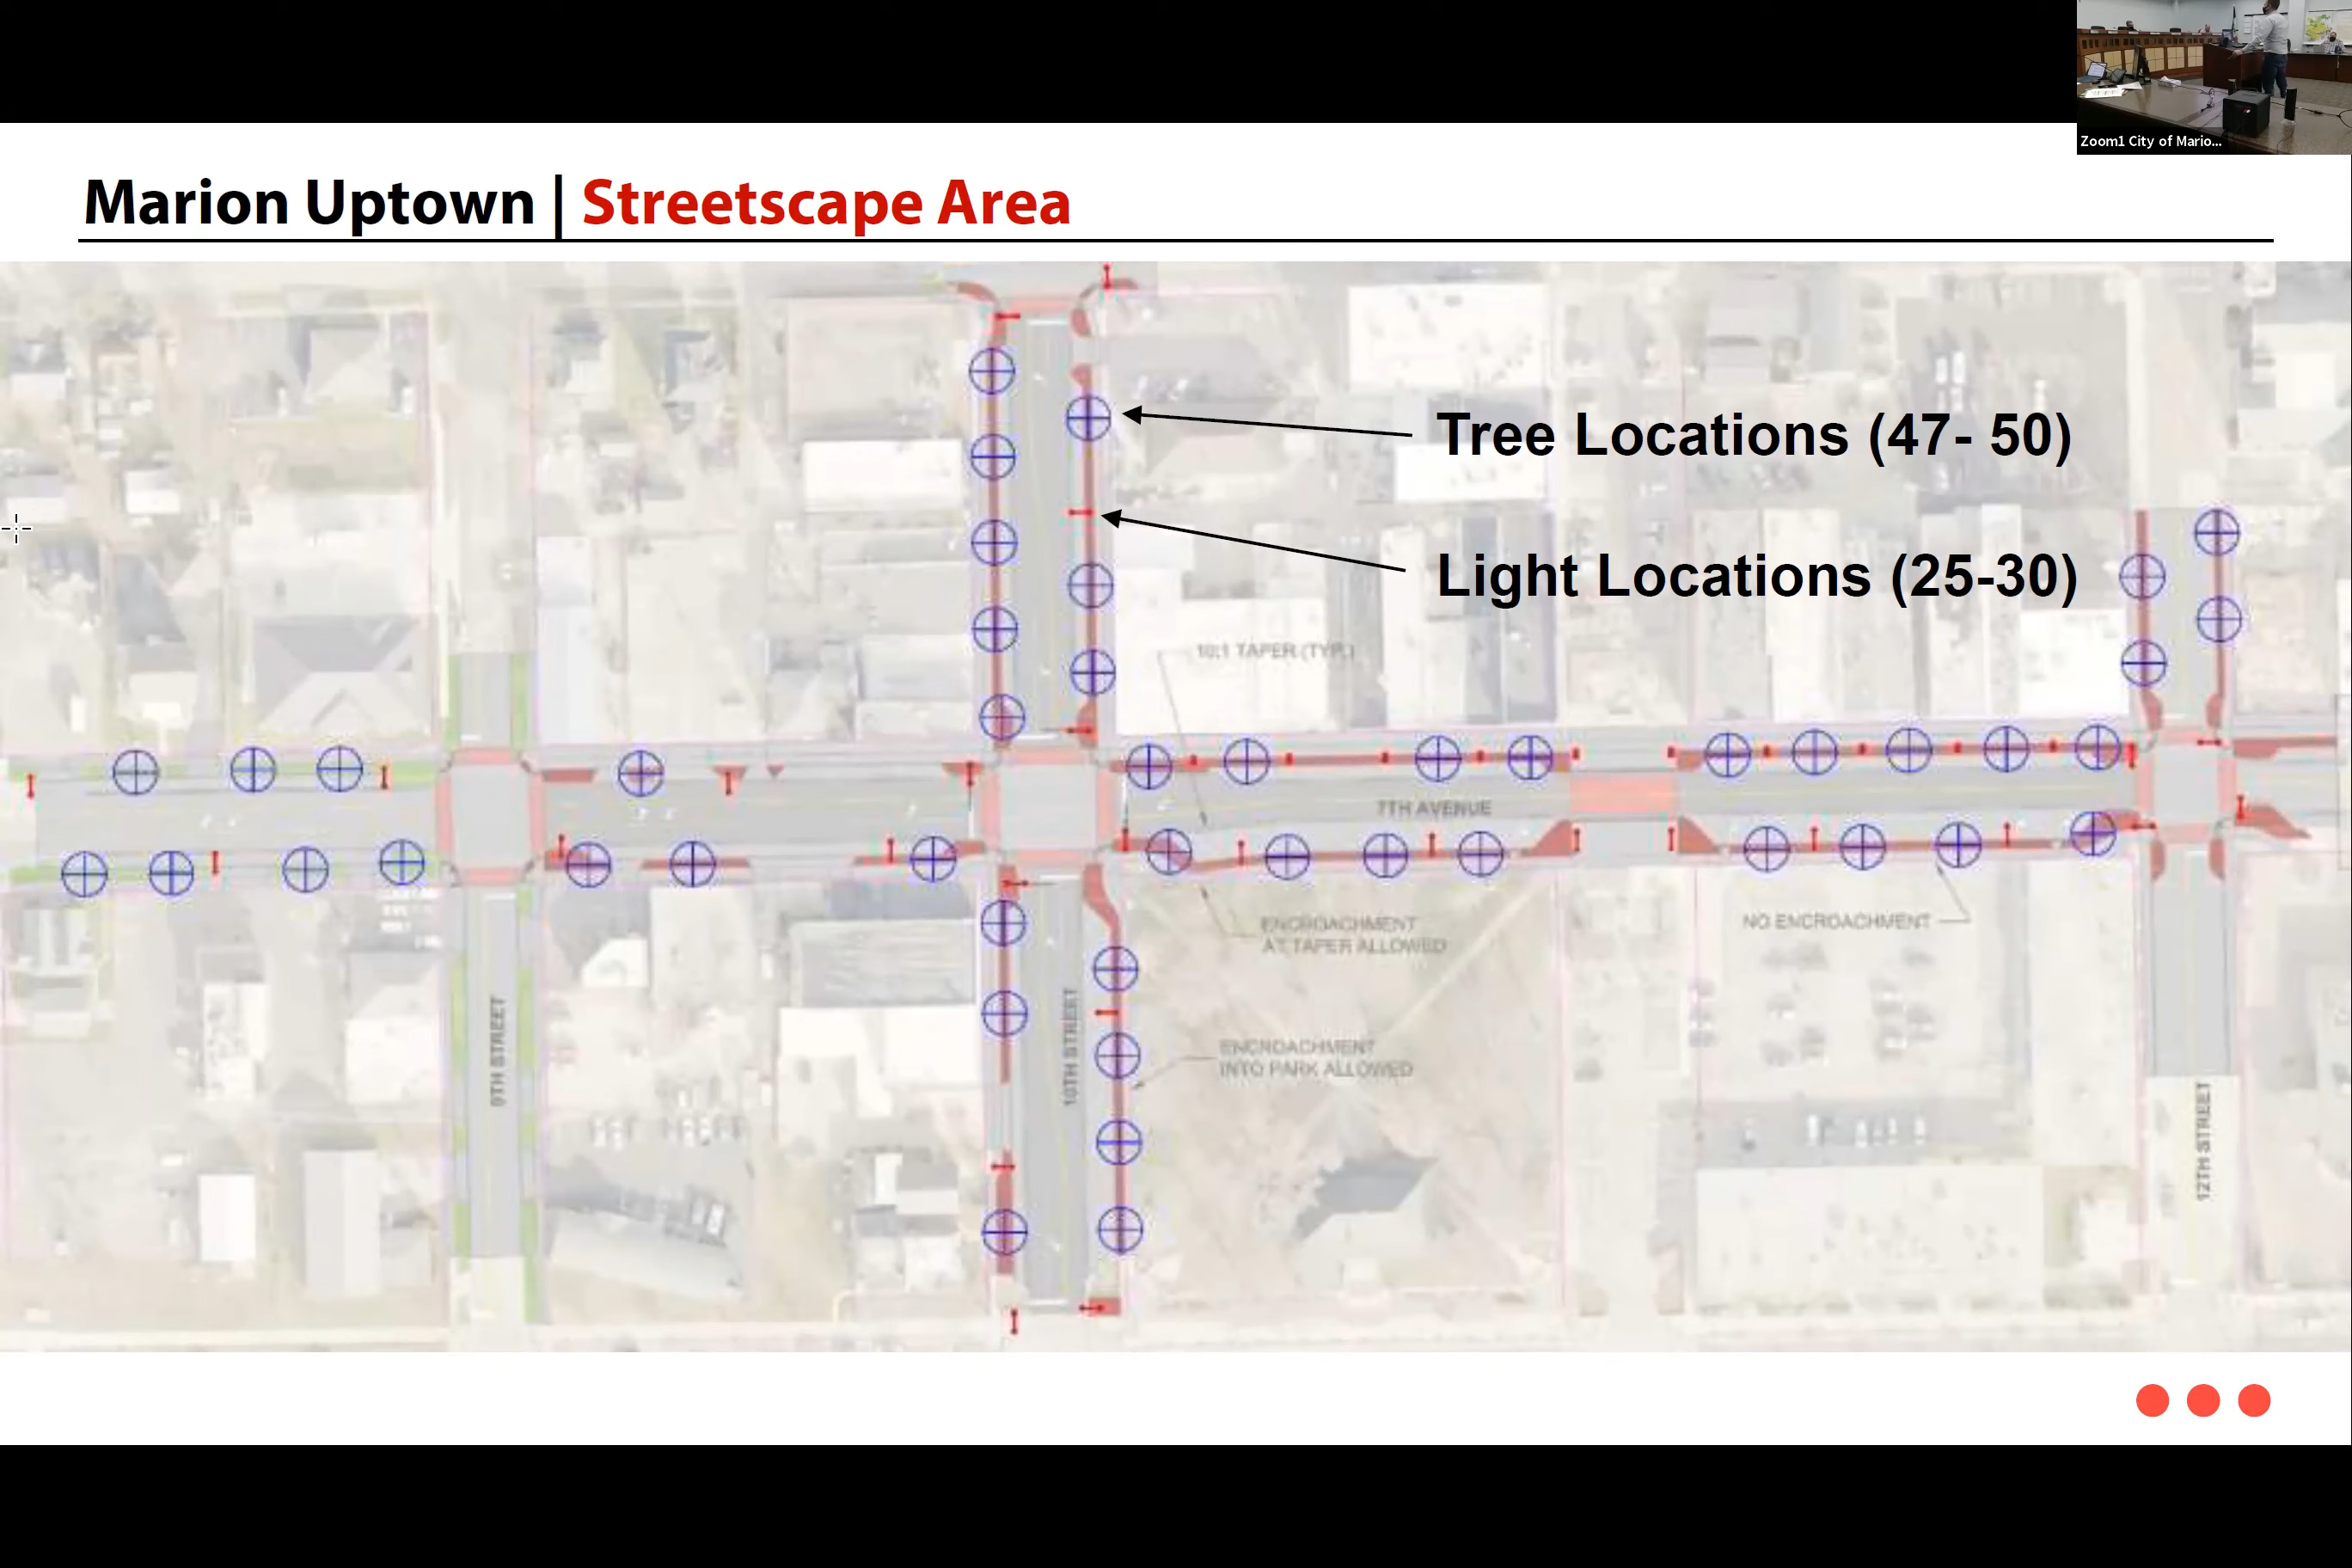 Zoom1 City of Mario...
Marion Uptown | Streetscape Area
Tree Locations (47- 50)
Light Locations (25-30)
10:1 TAPER (TYP.)
7TH AVENUE
ENCROACHMENT
AT TAPER ALLOWED
NO ENCROACHMENT
9TH STREET
10TH STREET
ENCROACHMENT
INTO PARK ALLOWED
12TH STREET